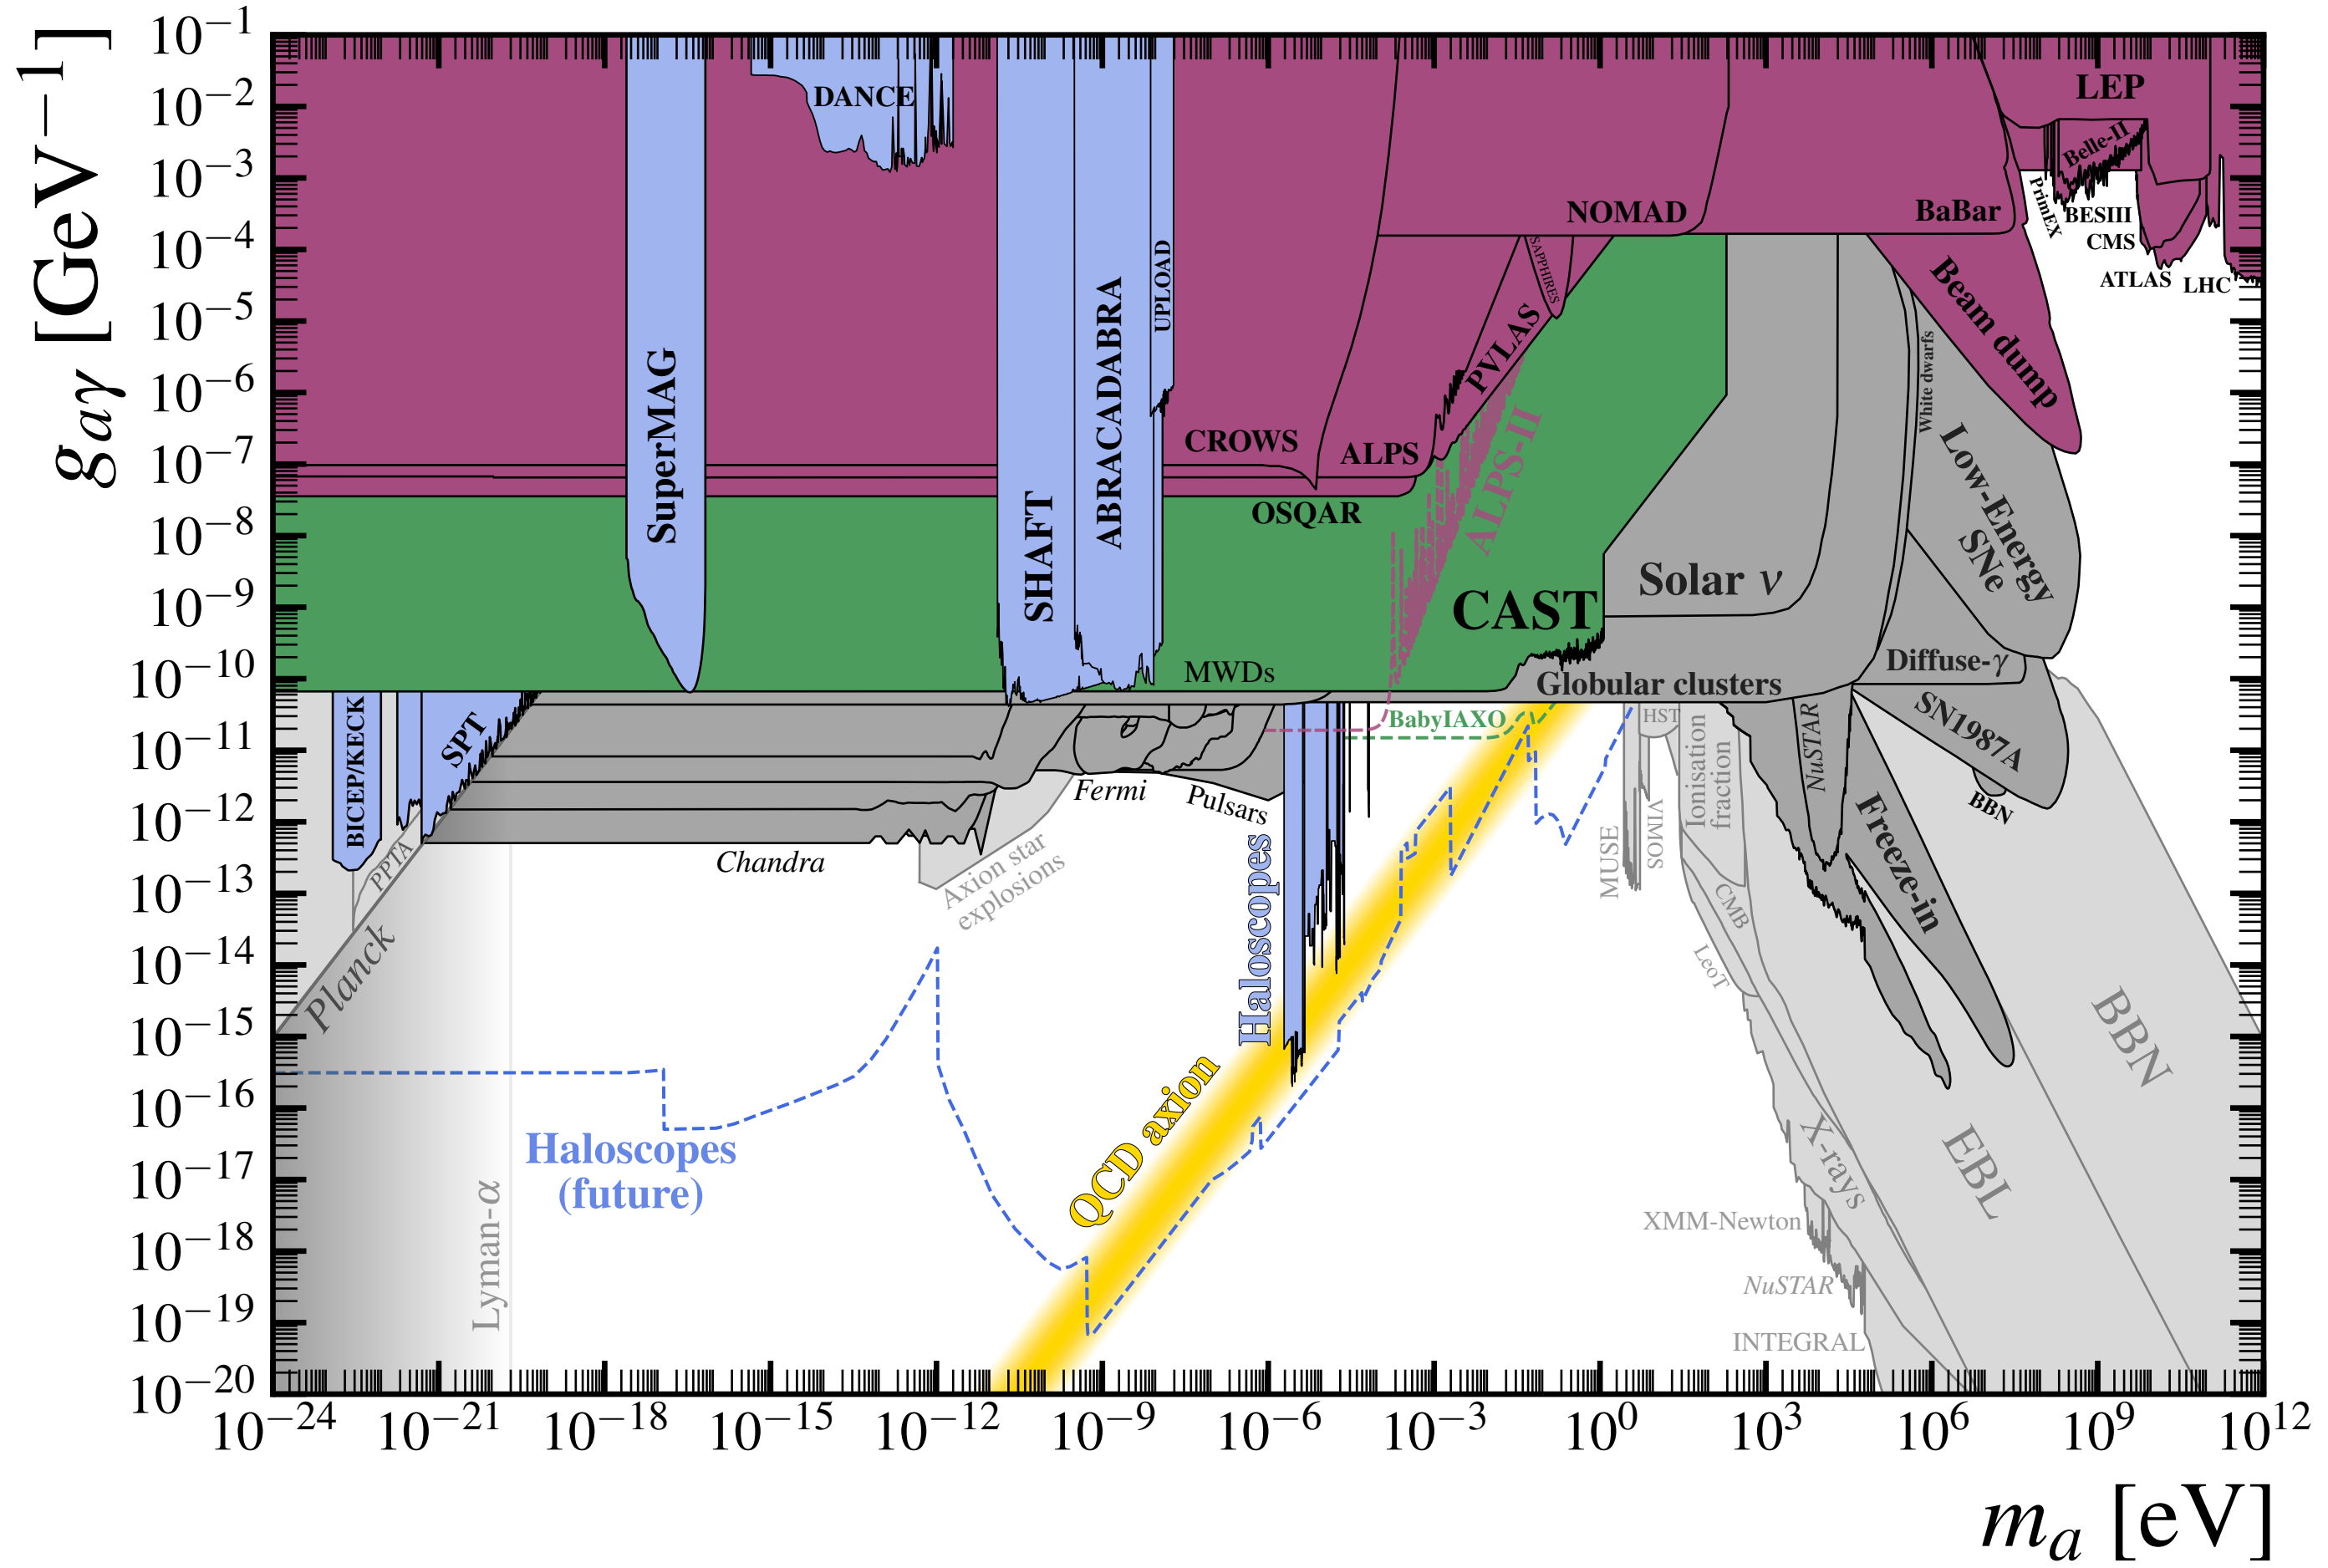 g_{aγ} [GeV^{−1}]
10^{−1}
10^{−2}
10^{−3}
10^{−4}
10^{−5}
10^{−6}
10^{−7}
10^{−8}
10^{−9}
10^{−10}
10^{−11}
10^{−12}
10^{−13}
10^{−14}
10^{−15}
10^{−16}
10^{−17}
10^{−18}
10^{−19}
10^{−20}
DANCE
LEP
Belle-II
PrimEX
BESIII
CMS
ATLAS
LHC
NOMAD
BaBar
SAPPHIRES
UPLOAD
ABRACADABRA
SuperMAG
SHAFT
PVLAS
Beam dump
White dwarfs
CROWS
ALPS
ALPS-II
OSQAR
Low-Energy
SNe
CAST
Solar ν
MWDs
Globular clusters
Diffuse-γ
SN1987A
BBN
BICEP/KECK
SPT
PPTA
Planck
BabyIAXO
HST
Ionisation
fraction
NuSTAR
Fermi
Pulsars
Chandra
Axion star
explosions
Haloscopes
MUSE
VIMOS
CMB
LeoT
Freeze-in
QCD axion
Haloscopes
(future)
Lyman-α
X-rays
EBL
BBN
XMM-Newton
NuSTAR
INTEGRAL
10^{−24}
10^{−21}
10^{−18}
10^{−15}
10^{−12}
10^{−9}
10^{−6}
10^{−3}
10^{0}
10^{3}
10^{6}
10^{9}
10^{12}
m_a [eV]